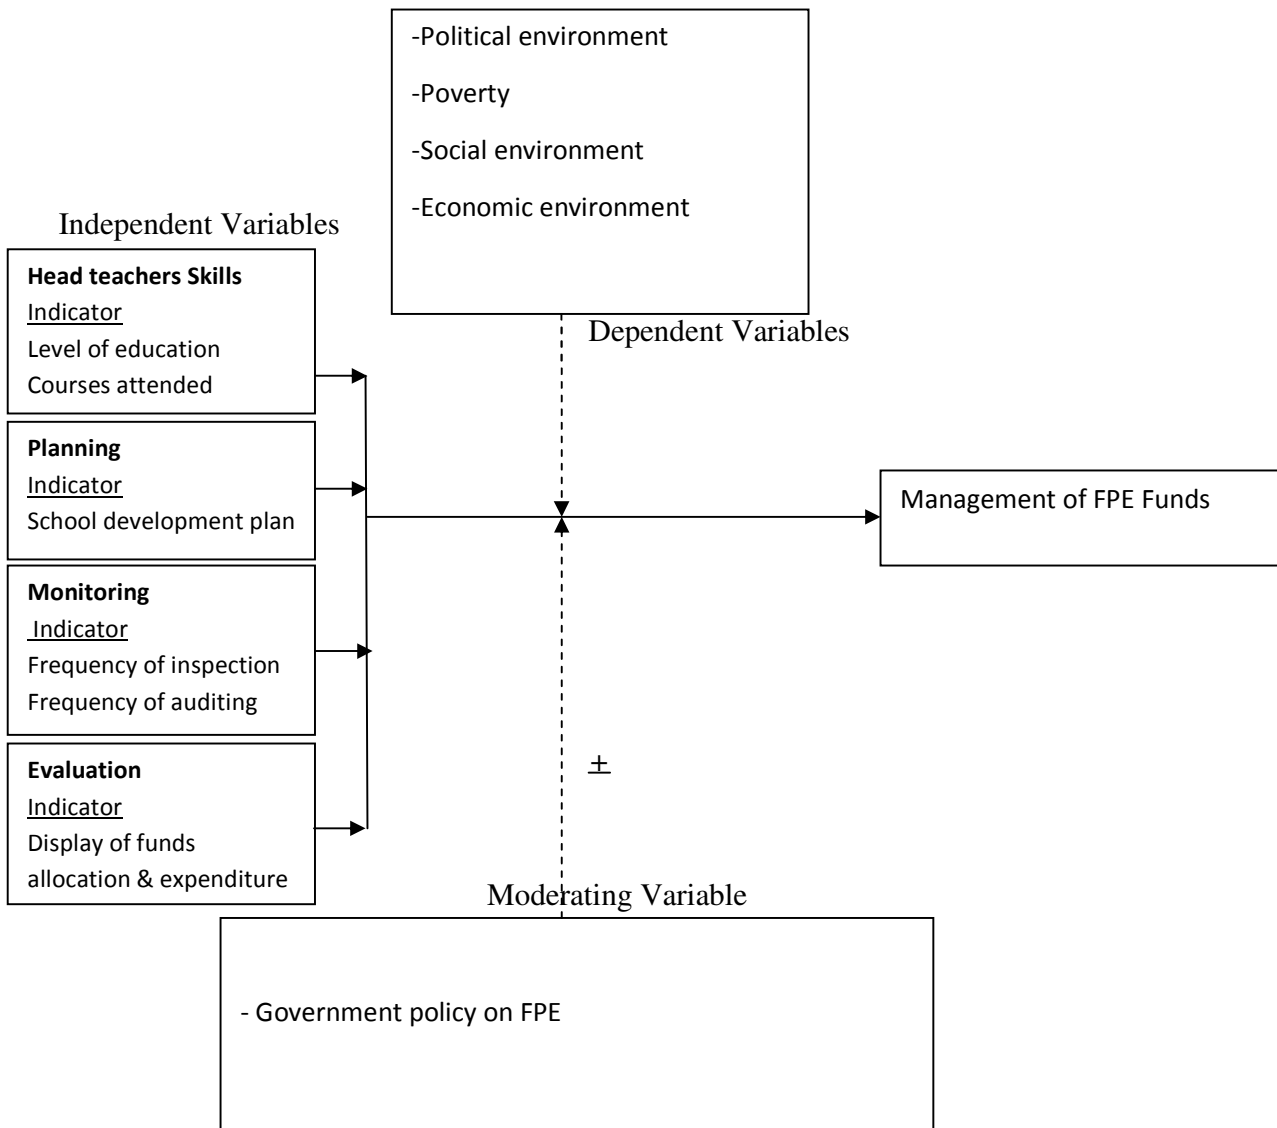 -Political environment
-Poverty
-Social environment
-Economic environment
Independent Variables
Head teachers Skills
Indicator
Level of education
Courses attended
Dependent Variables
Planning
Indicator
School development plan
Management of FPE Funds
Monitoring
Indicator
Frequency of inspection
Frequency of auditing
±
Evaluation
Indicator
Display of funds
allocation & expenditure
Moderating Variable
- Government policy on FPE